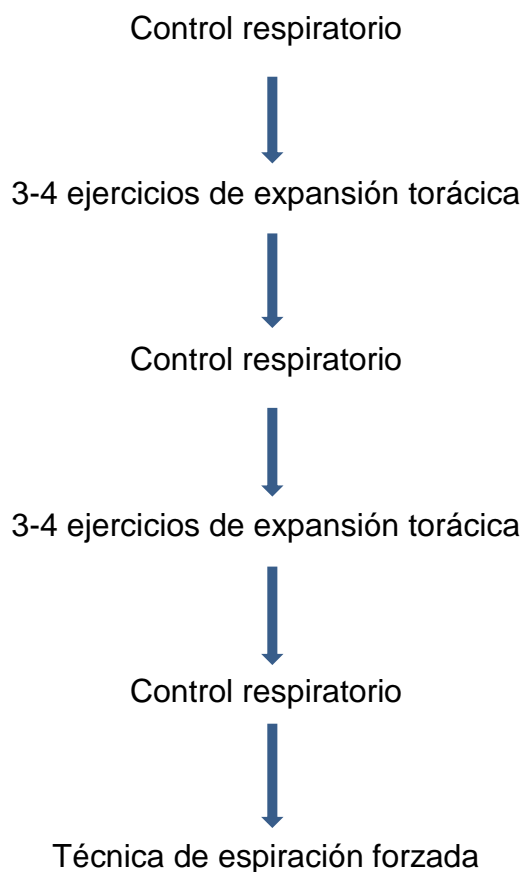 Control respiratorio
3-4 ejercicios de expansión torácica
Control respiratorio
3-4 ejercicios de expansión torácica
Control respiratorio
Técnica de espiración forzada